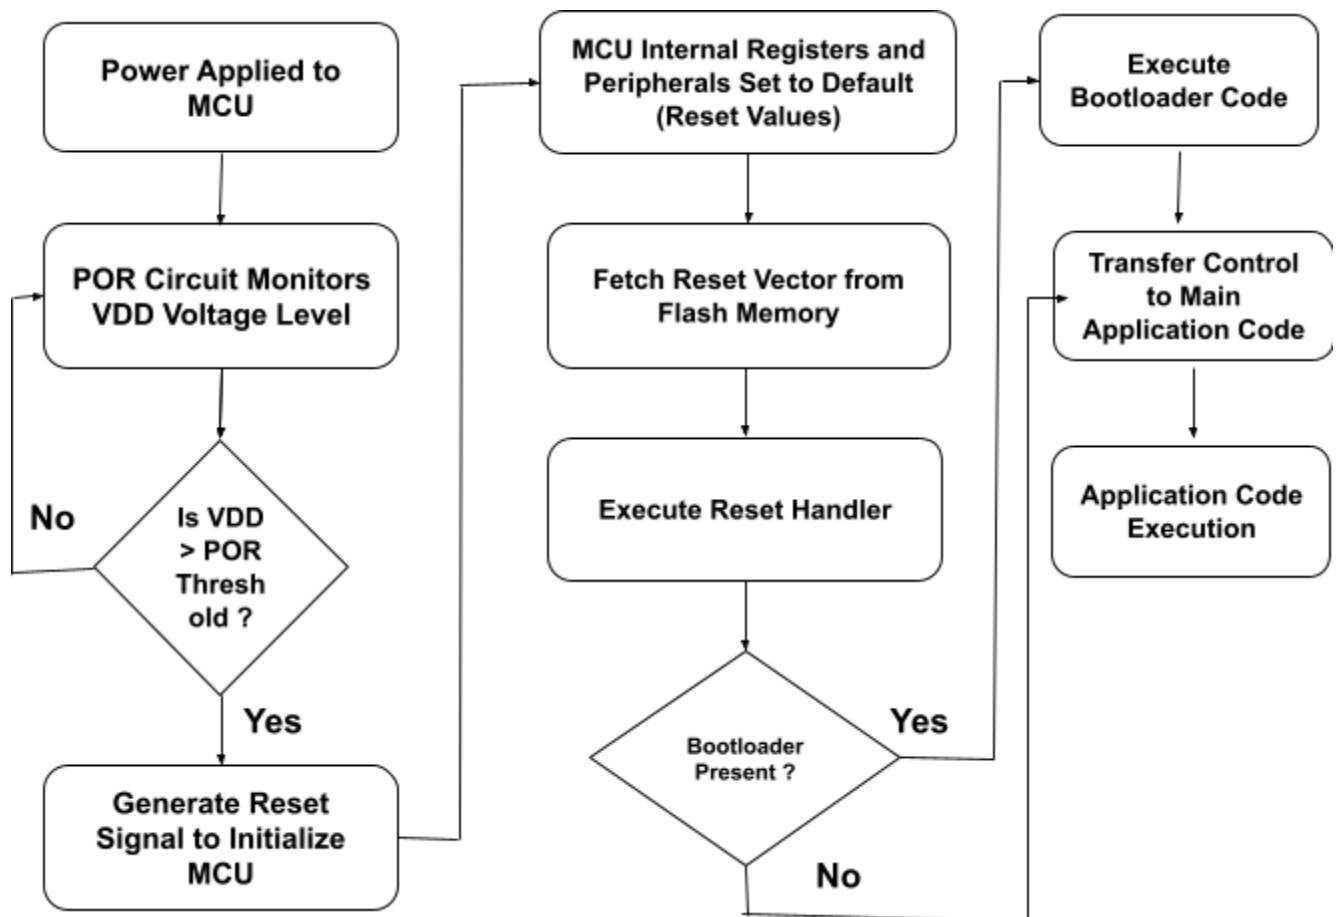 Power Applied to
MCU
POR Circuit Monitors
VDD Voltage Level
No
Is VDD
> POR
Thresh
old ?
Yes
Generate Reset
Signal to Initialize
MCU
MCU Internal Registers and
Peripherals Set to Default
(Reset Values)
Fetch Reset Vector from
Flash Memory
Execute Reset Handler
Bootloader
Present ?
Yes
No
Execute
Bootloader Code
Transfer Control
to Main
Application Code
Application Code
Execution